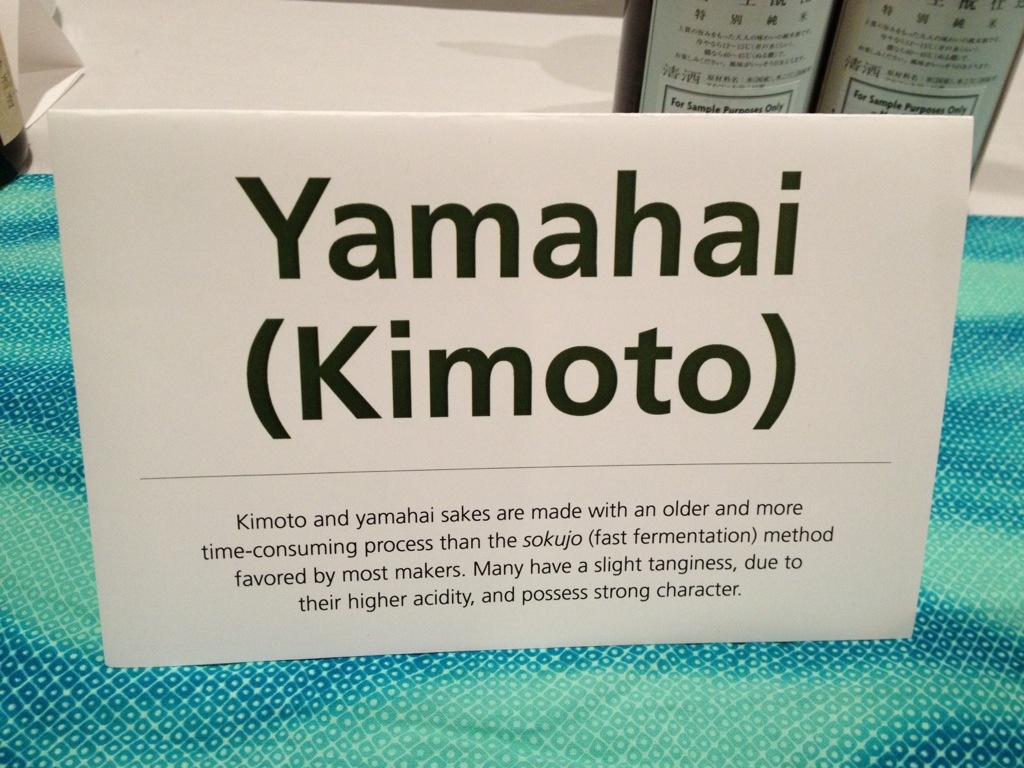 特別純米
清酒
For Sample Purposes Only
特別純米
清酒
For Sample Purposes Only
Yamahai
(Kimoto)
Kimoto and yamahai sakes are made with an older and more
time-consuming process than the sokujo (fast fermentation) method
favored by most makers. Many have a slight tanginess, due to
their higher acidity, and possess strong character.